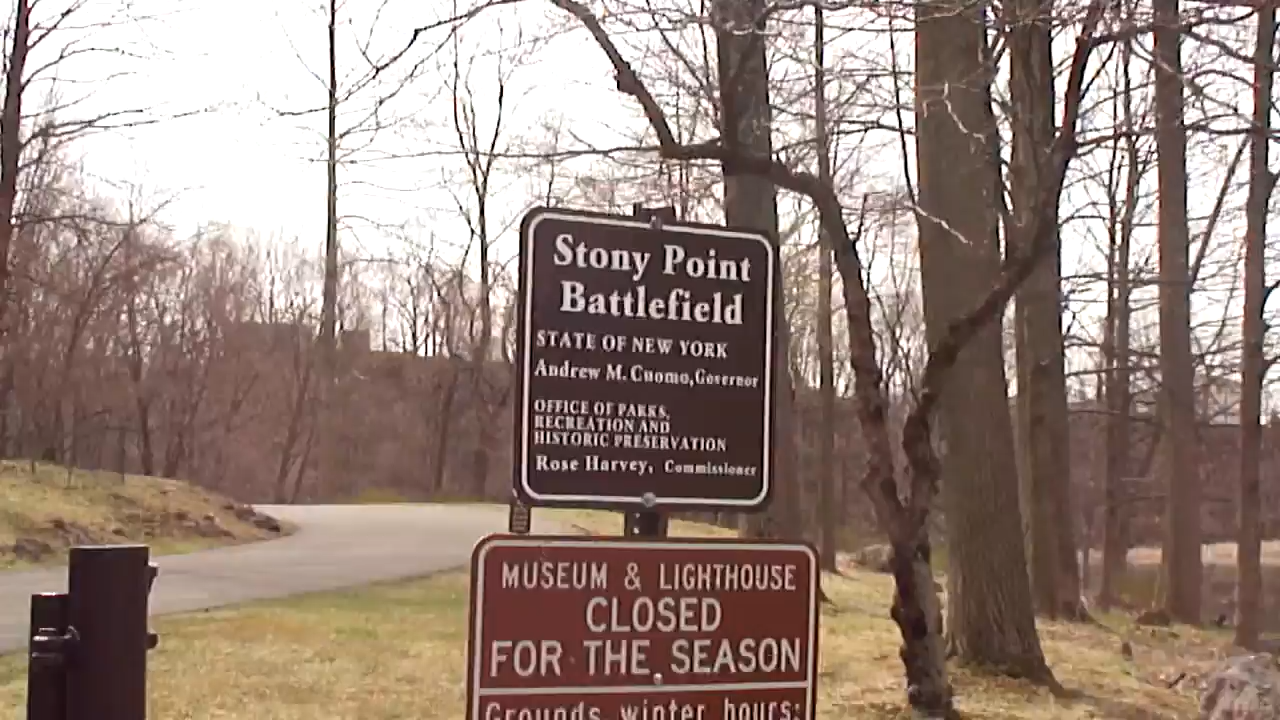 Stony Point
Battlefield
STATE OF NEW YORK
Andrew M. Cuomo, Governor
OFFICE OF PARKS,
RECREATION AND
HISTORIC PRESERVATION
Rose Harvey, Commissioner
MUSEUM & LIGHTHOUSE
CLOSED
FOR THE SEASON
Grounds winter hours: